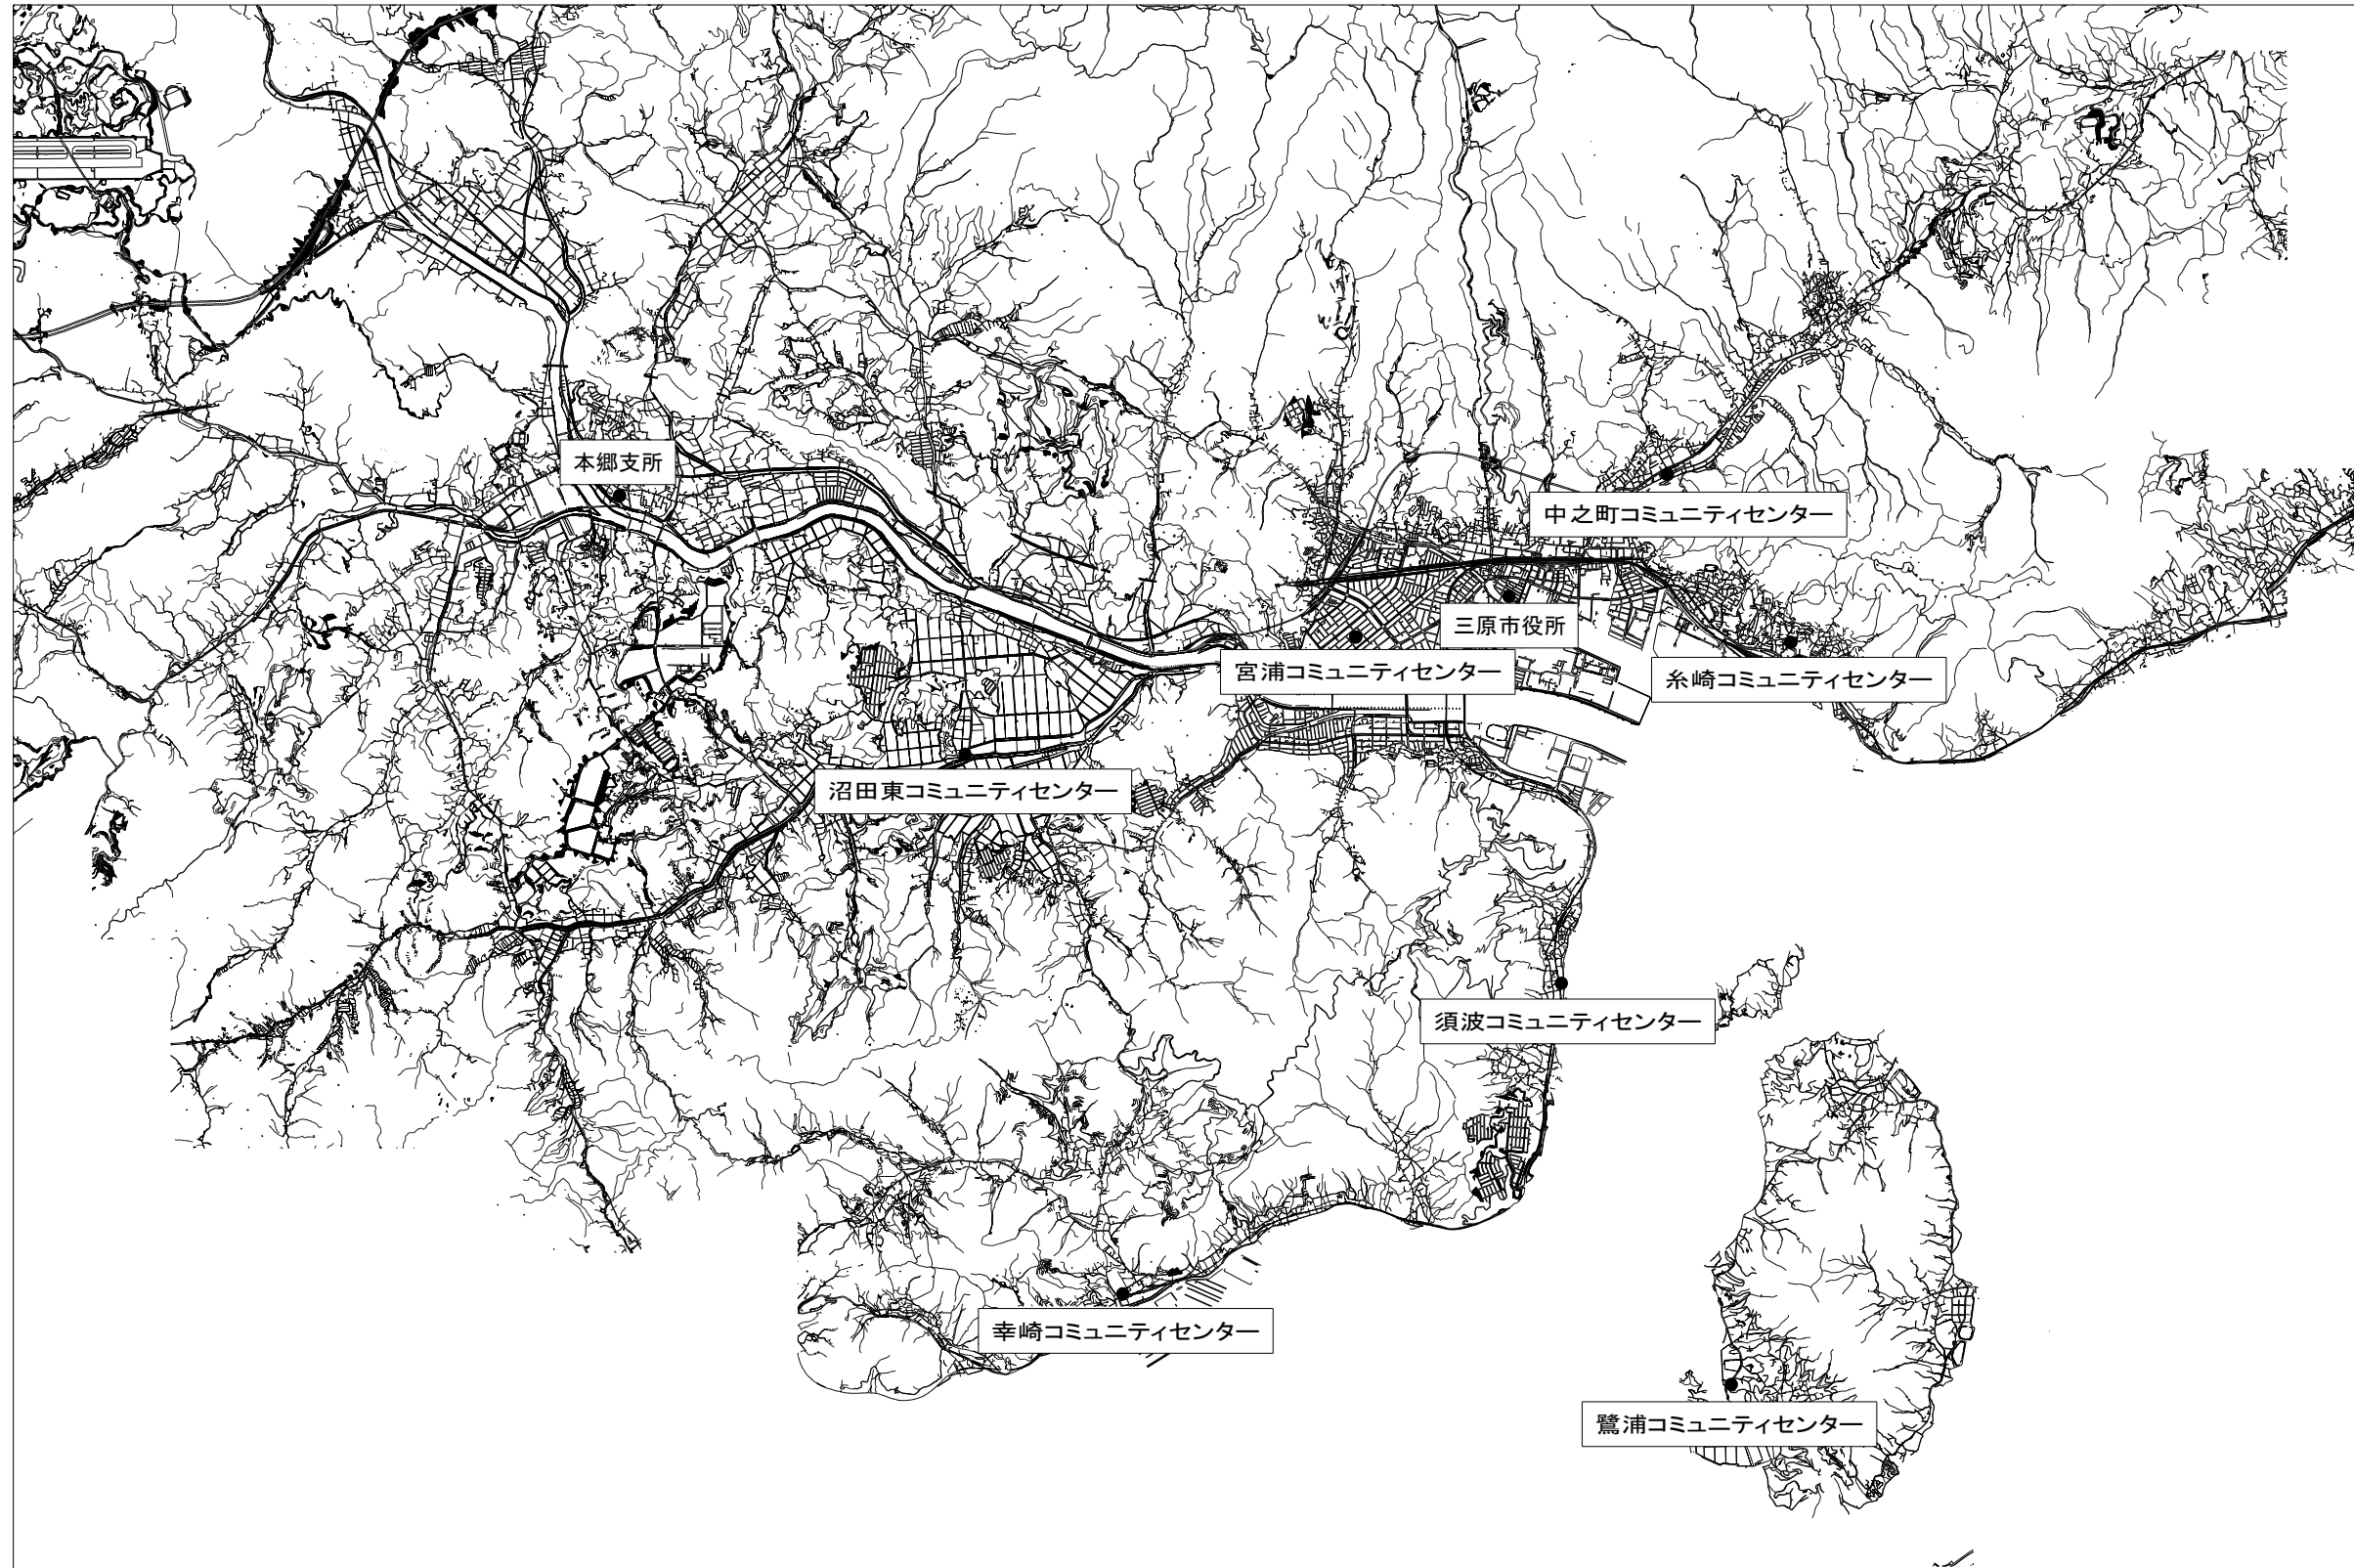 本郷支所
中之町コミュニティセンター
三原市役所
宮浦コミュニティセンター
糸崎コミュニティセンター
沼田東コミュニティセンター
須波コミュニティセンター
幸崎コミュニティセンター
鷺浦コミュニティセンター